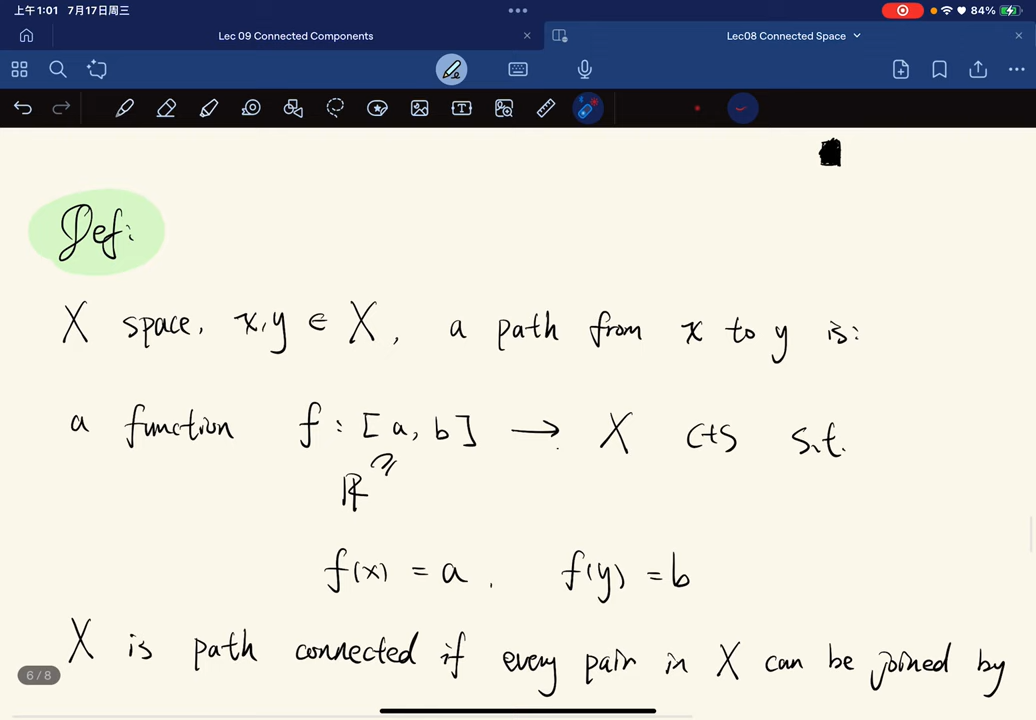 上午1:01 7月17日周三
84%
Lec 09 Connected Components
Lec08 Connected Space
Def:
X space, x,y ∈ X, a path from x to y is:
a function f : [a, b] → X cts s.t.
ℝ
f(x) = a , f(y) = b
X is path connected if every pair in X can be joined by
6 / 8